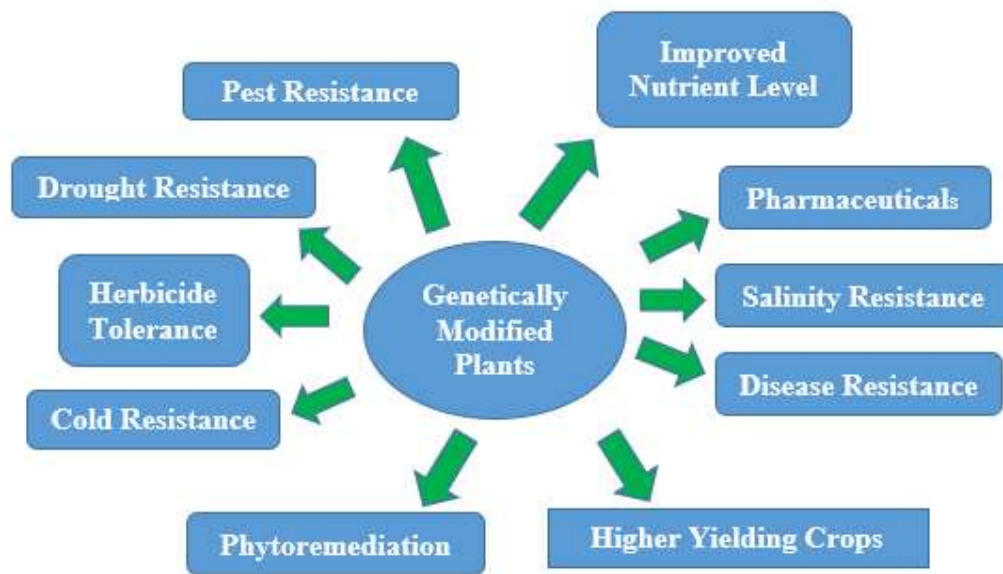 Improved
Nutrient Level
Pest Resistance
Drought Resistance
Pharmaceuticals
Herbicide
Tolerance
Genetically
Modified
Plants
Salinity Resistance
Disease Resistance
Cold Resistance
Phytoremediation
Higher Yielding Crops